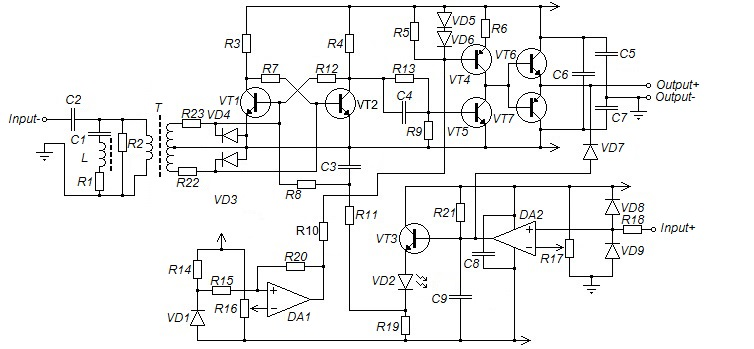 R3
R4
R5
VD5
VD6
R6
R7
R12
R13
VT4
VT6
C6
C5
Output+
Output-
C2
T
R23
VD4
VT1
VT2
C4
R9
VT5
VT7
C7
Input-
C1
R2
L
R1
R22
VD3
C3
R8
VD7
R10
R11
VT3
R21
DA2
VD8
R18
Input+
VD9
R17
C8
R14
R15
R20
VD1
R16
DA1
VD2
C9
R19